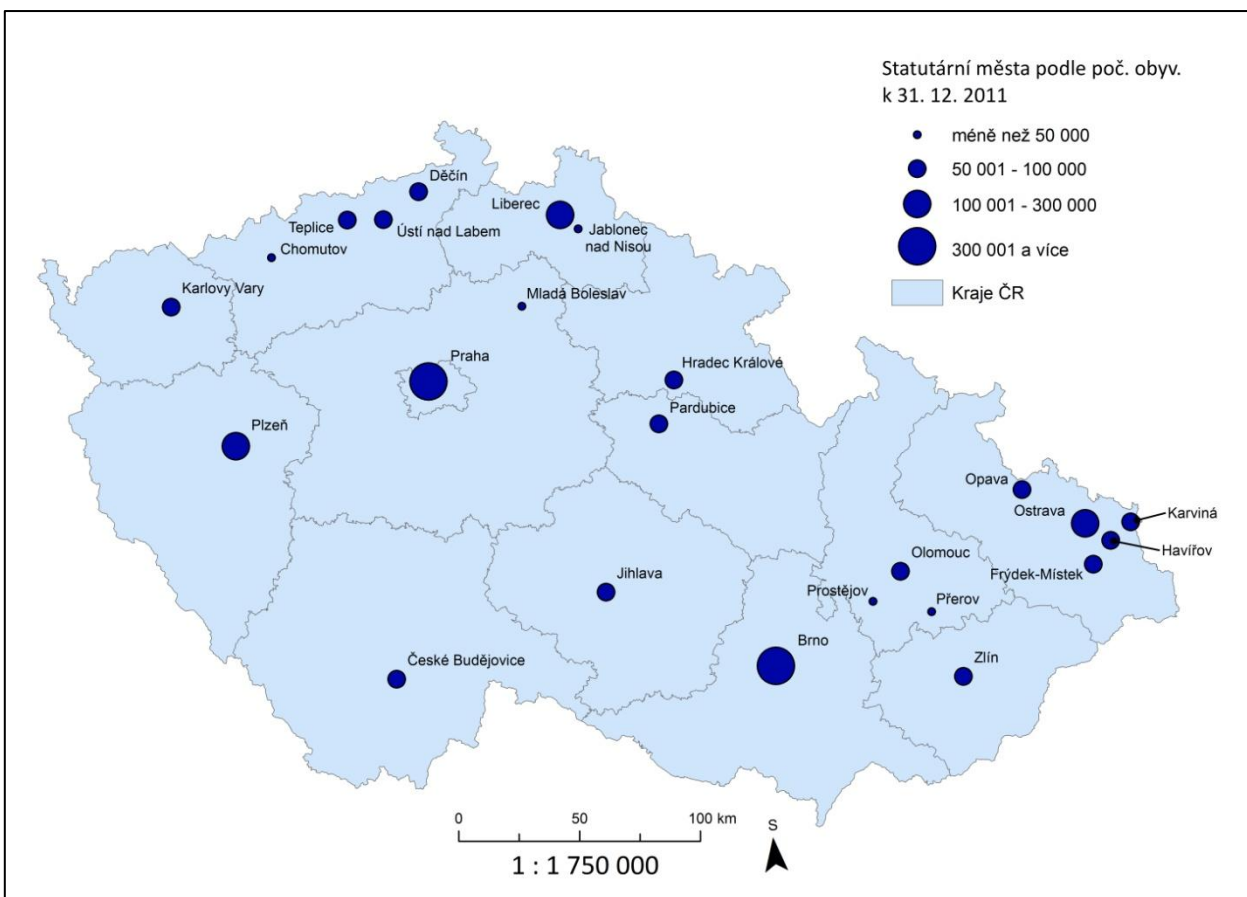 Statutární města podle poč. obyv.
k 31. 12. 2011
méně než 50 000
50 001 - 100 000
100 001 - 300 000
300 001 a více
Kraje ČR
Děčín
Liberec
Teplice
Ústí nad Labem
Jablonec
nad Nisou
Chomutov
Karlovy Vary
Mladá Boleslav
Praha
Hradec Králové
Pardubice
Plzeň
Opava
Ostrava
Karviná
Havířov
Olomouc
Frýdek-Místek
Jihlava
Prostějov
Přerov
Brno
České Budějovice
Zlín
0 50 100 km
S
1 : 1 750 000